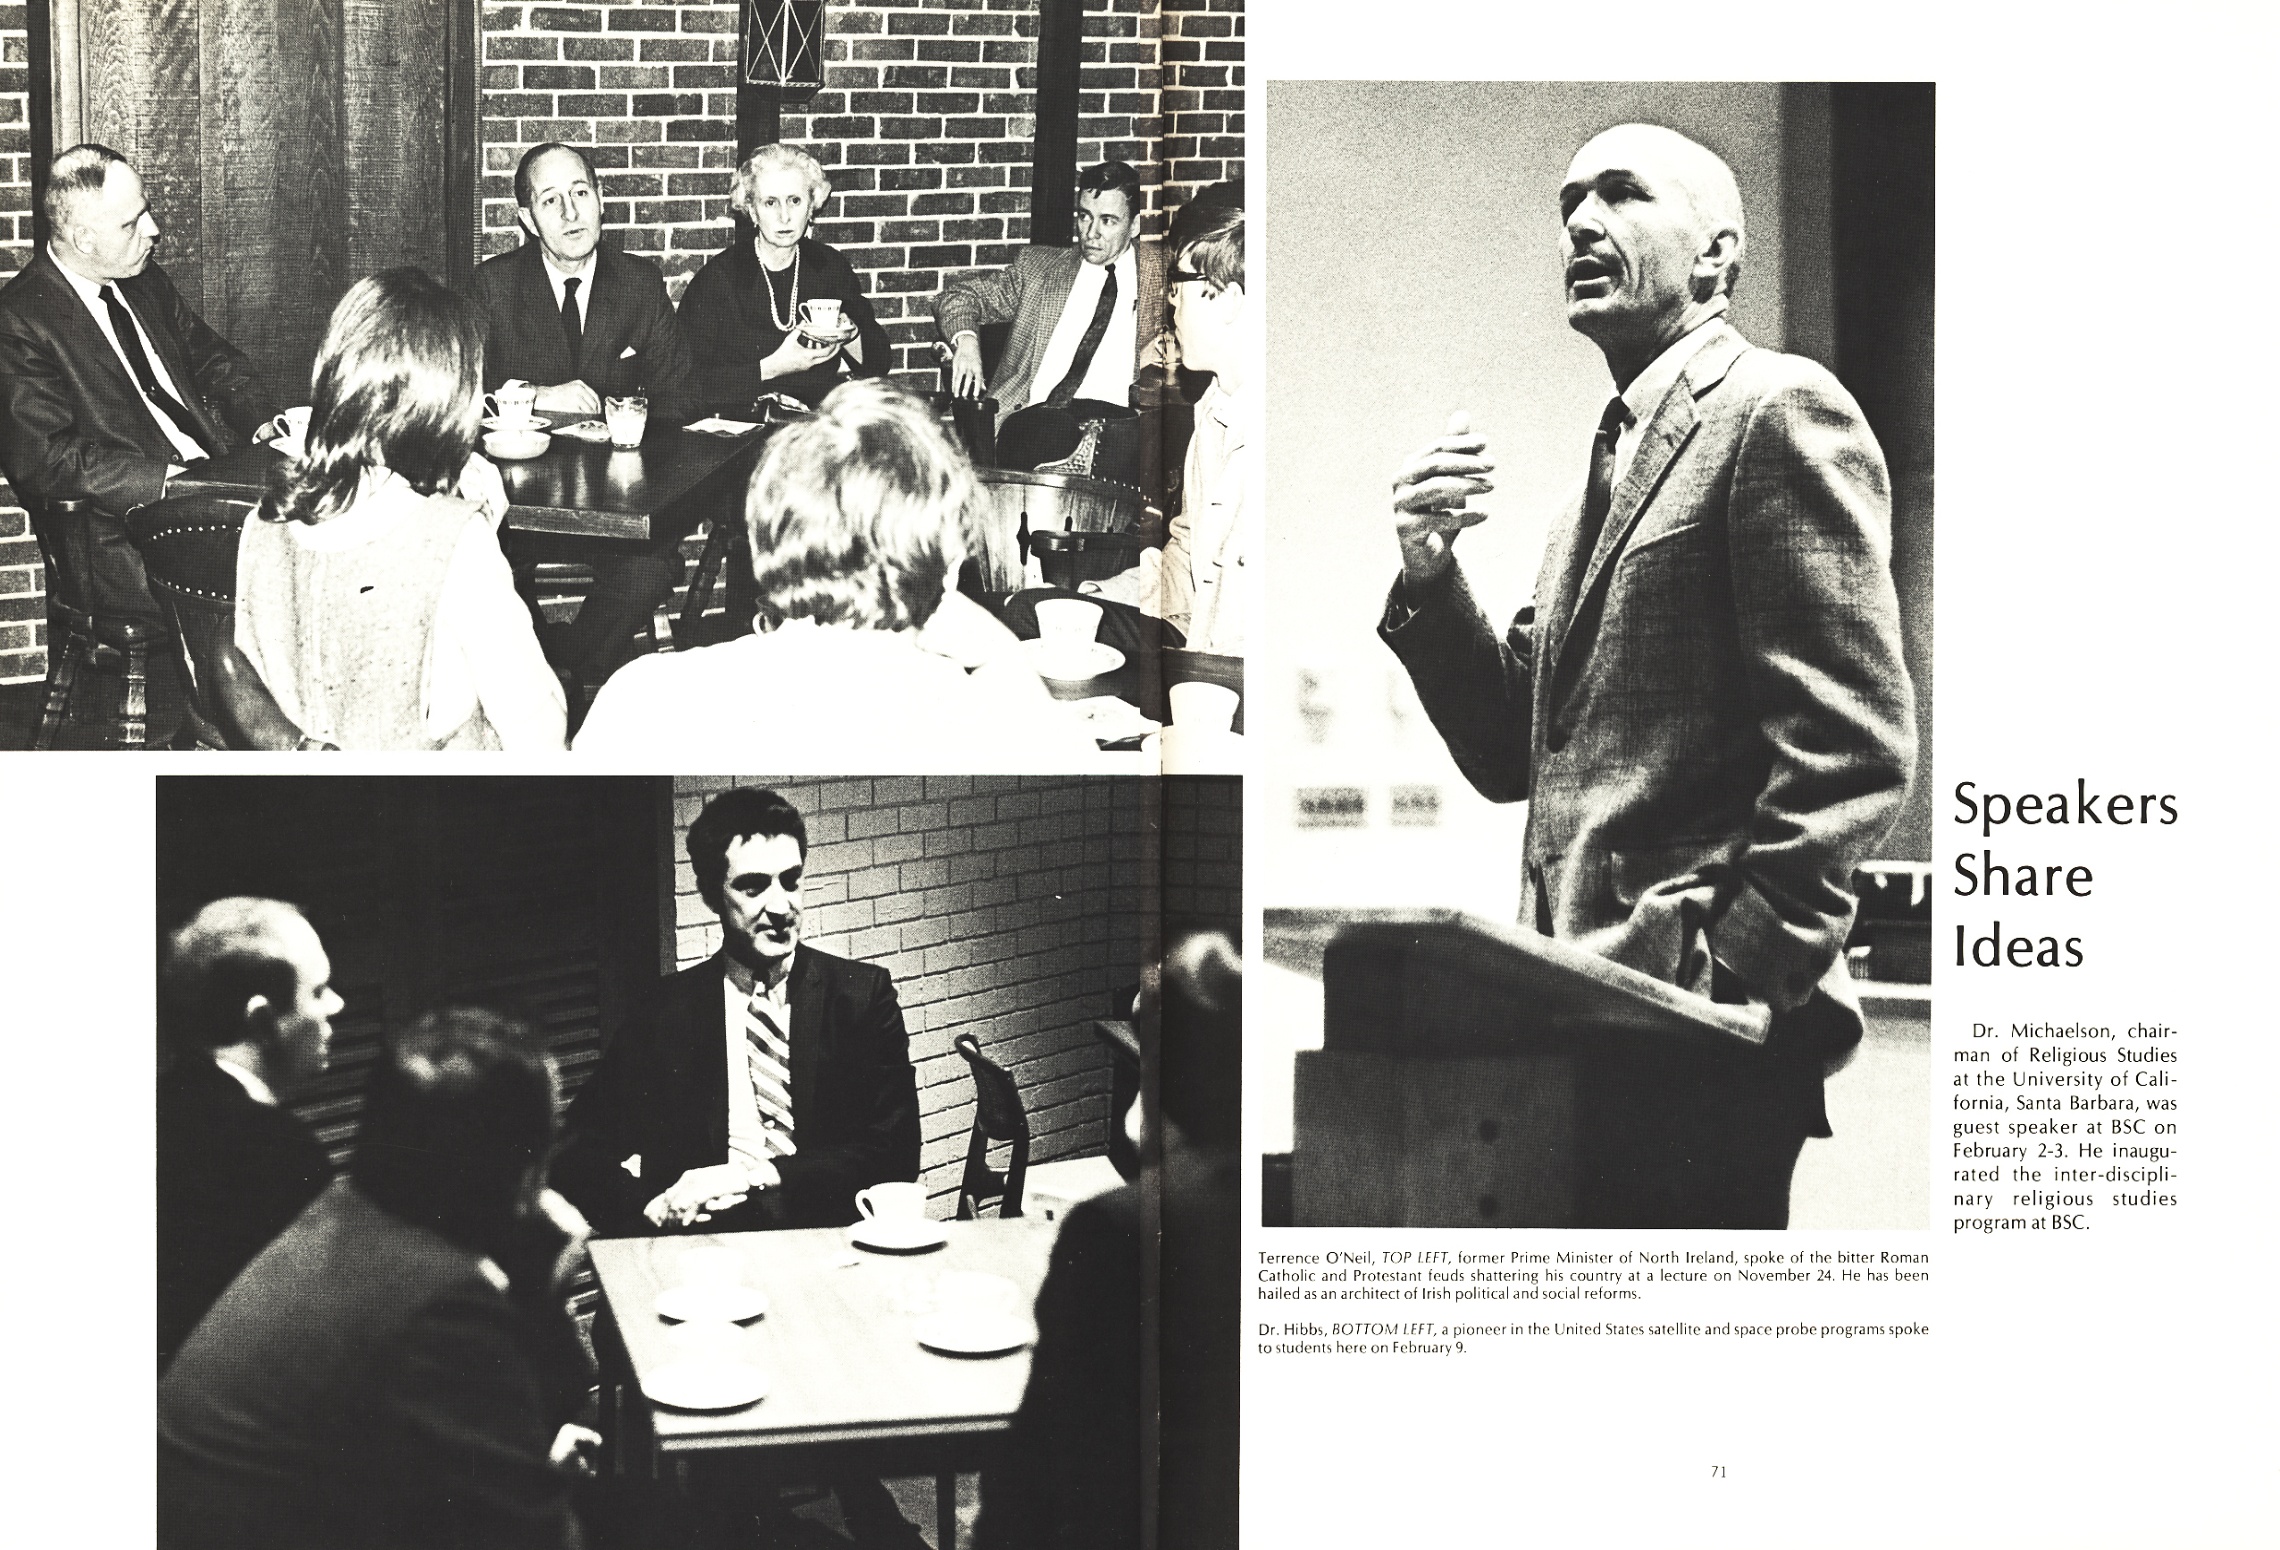 Speakers
Share
Ideas
Dr. Michaelson, chair-
man of Religious Studies
at the University of Cali-
fornia, Santa Barbara, was
guest speaker at BSC on
February 2-3. He inaugu-
rated the inter-discipli-
nary religious studies
program at BSC.
Terrence O'Neil, TOP LEFT, former Prime Minister of North Ireland, spoke of the bitter Roman
Catholic and Protestant feuds shattering his country at a lecture on November 24. He has been
hailed as an architect of Irish political and social reforms.
Dr. Hibbs, BOTTOM LEFT, a pioneer in the United States satellite and space probe programs spoke
to students here on February 9.
71